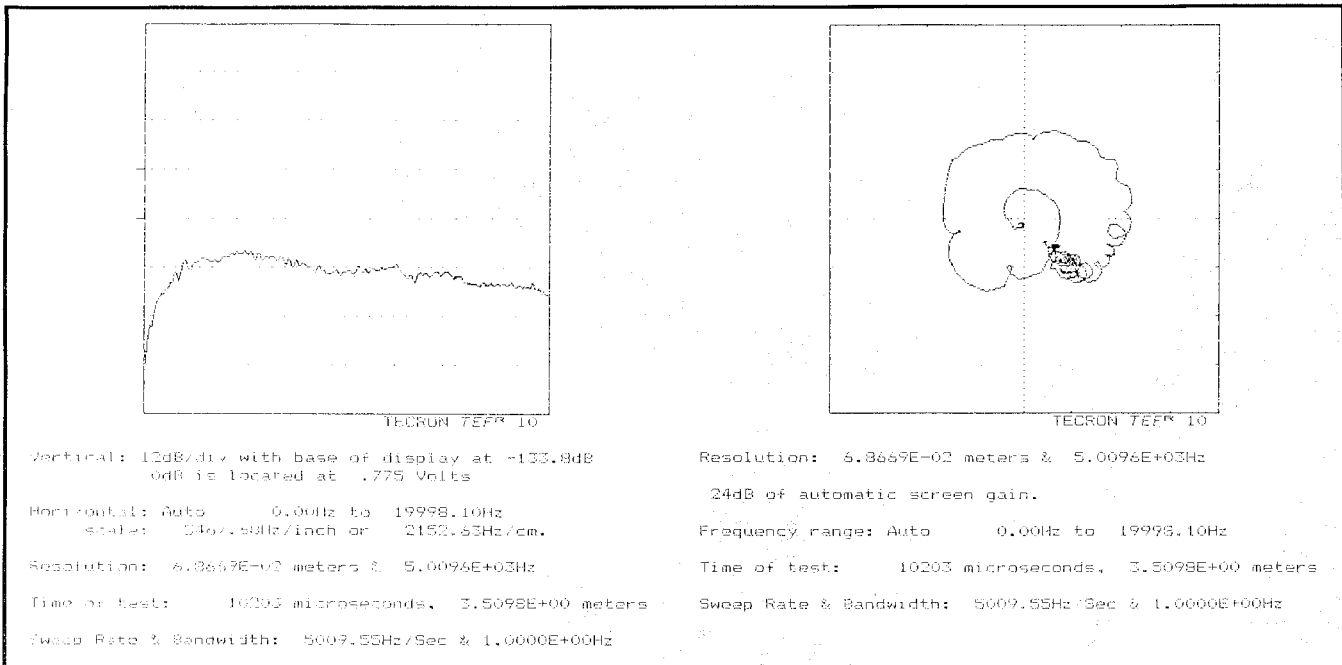 TECRON TEFᴿ 10
Vertical: 12dB/div with base of display at -133.8dB
0dB is located at .775 Volts
Horizontal: Auto 0.00Hz to 19998.10Hz
scale: 5467.68Hz/inch or 2152.63Hz/cm.
Resolution: 6.8669E-02 meters & 5.0096E+03Hz
Time of test: 10203 microseconds, 3.5098E+00 meters
Sweep Rate & Bandwidth: 5009.55Hz/Sec & 1.0000E+00Hz
TECRON TEFᴿ 10
Resolution: 6.8669E-02 meters & 5.0096E+03Hz
24dB of automatic screen gain.
Frequency range: Auto 0.00Hz to 19998.10Hz
Time of test: 10203 microseconds, 3.5098E+00 meters
Sweep Rate & Bandwidth: 5009.55Hz/Sec & 1.0000E+00Hz